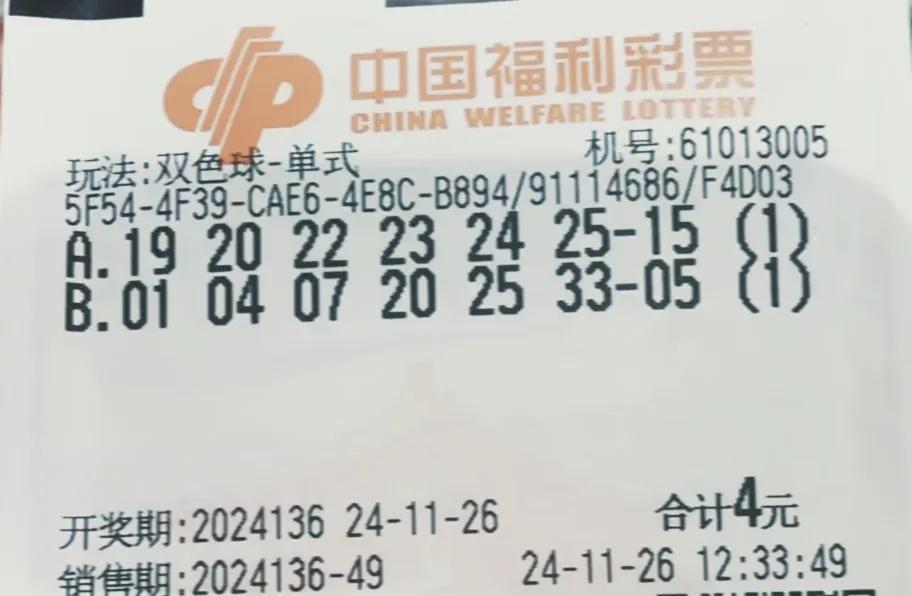 中国福利彩票
CHINA WELFARE LOTTERY
玩法:双色球-单式 机号:61013005
5F54-4F39-CAE6-4E8C-B894/91114686/F4D03
A.19 20 22 23 24 25-15 (1)
B.01 04 07 20 25 33-05 (1)
开奖期:2024136 24-11-26 合计4元
销售期:2024136-49 24-11-26 12:33:49